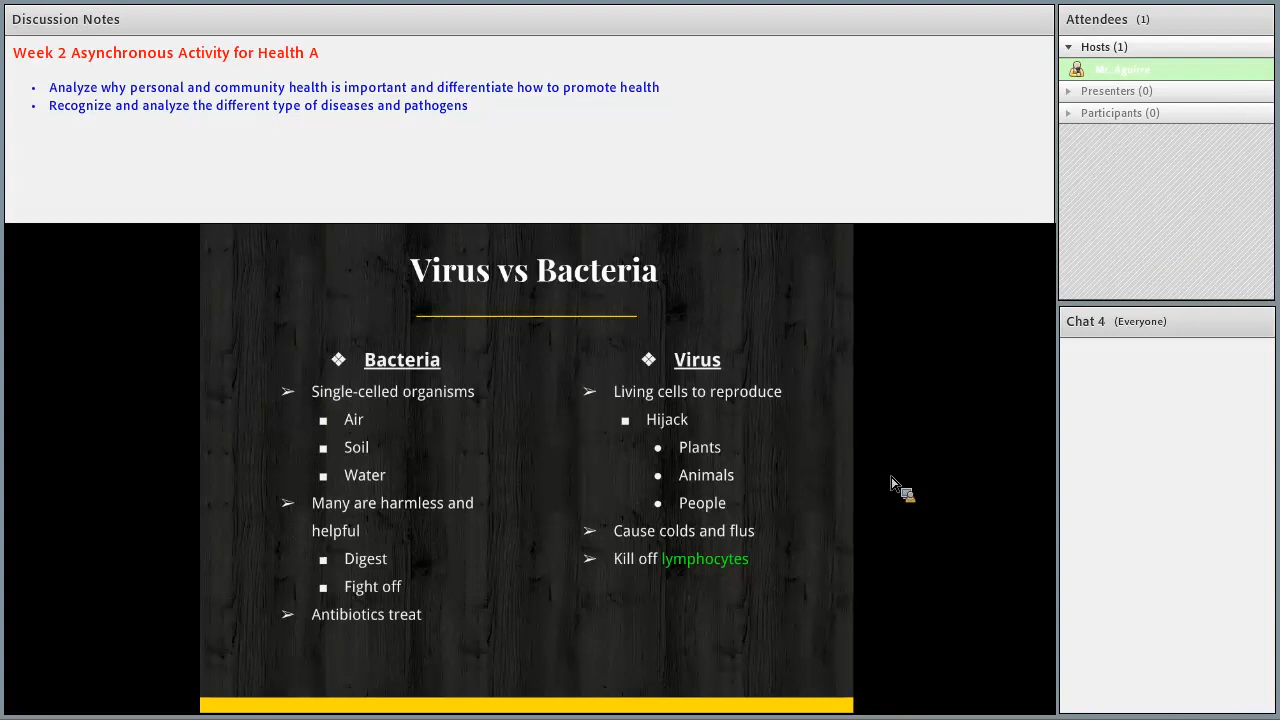 Discussion Notes
Week 2 Asynchronous Activity for Health A
• Analyze why personal and community health is important and differentiate how to promote health
• Recognize and analyze the different type of diseases and pathogens
Virus vs Bacteria
❖ Bacteria
➢ Single-celled organisms
■ Air
■ Soil
■ Water
➢ Many are harmless and
helpful
■ Digest
■ Fight off
➢ Antibiotics treat
❖ Virus
➢ Living cells to reproduce
■ Hijack
● Plants
● Animals
● People
➢ Cause colds and flus
➢ Kill off lymphocytes
Attendees (1)
Hosts (1)
Mr. Aguirre
Presenters (0)
Participants (0)
Chat 4 (Everyone)